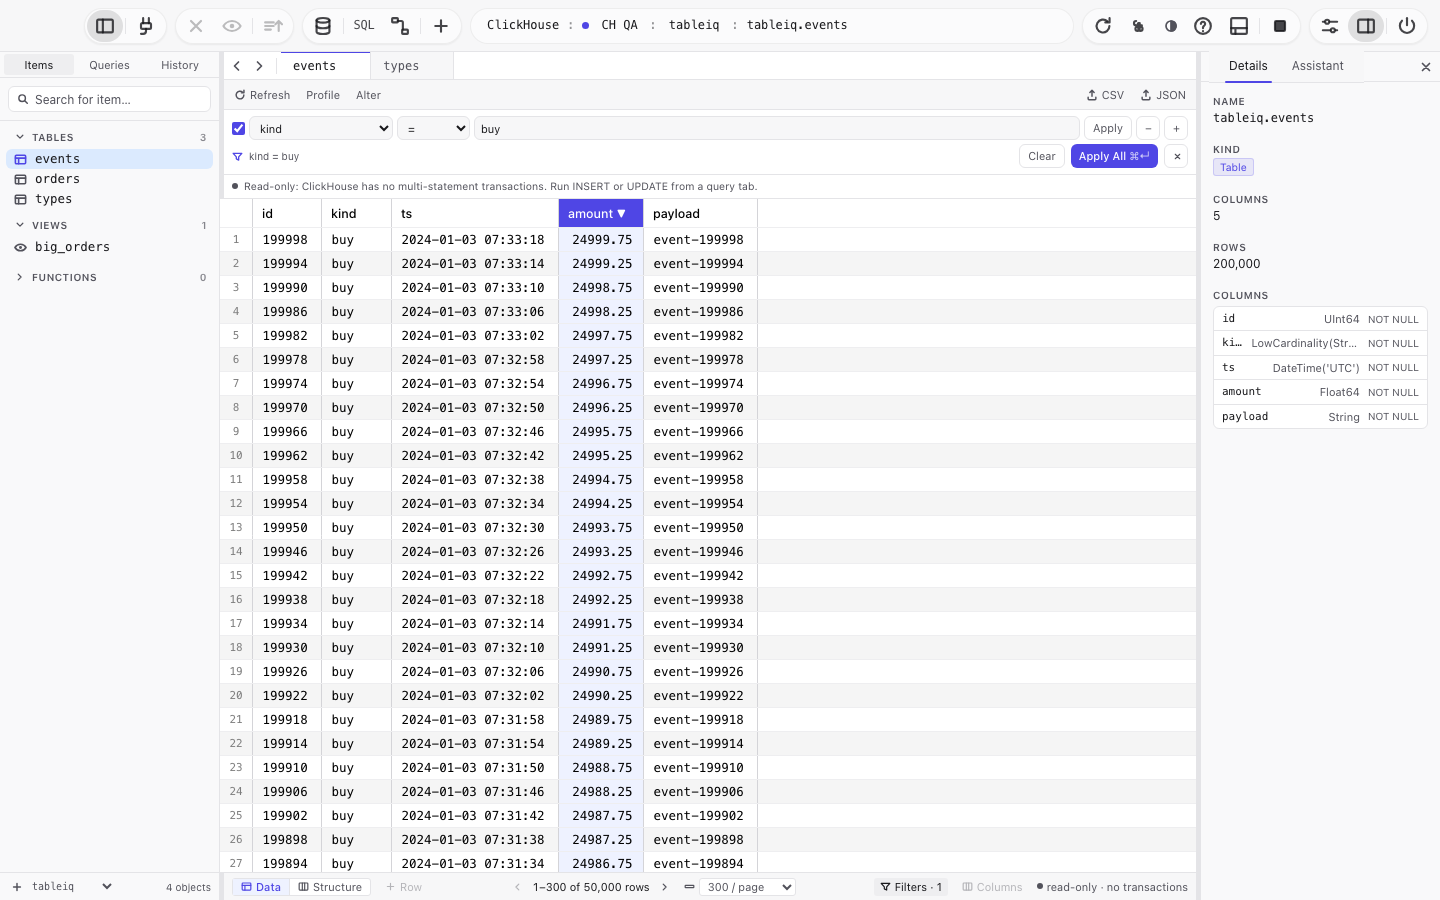 SQL
ClickHouse : ● CH QA : tableiq : tableiq.events
Items Queries History
Search for item...
TABLES 3
events
orders
types
VIEWS 1
big_orders
FUNCTIONS 0
+ tableiq 4 objects
events types
Refresh Profile Alter CSV JSON
kind = buy Apply − +
kind = buy Clear Apply All ⌘↵ ×
● Read-only: ClickHouse has no multi-statement transactions. Run INSERT or UPDATE from a query tab.
id kind ts amount ▼ payload
1 199998 buy 2024-01-03 07:33:18 24999.75 event-199998
2 199994 buy 2024-01-03 07:33:14 24999.25 event-199994
3 199990 buy 2024-01-03 07:33:10 24998.75 event-199990
4 199986 buy 2024-01-03 07:33:06 24998.25 event-199986
5 199982 buy 2024-01-03 07:33:02 24997.75 event-199982
6 199978 buy 2024-01-03 07:32:58 24997.25 event-199978
7 199974 buy 2024-01-03 07:32:54 24996.75 event-199974
8 199970 buy 2024-01-03 07:32:50 24996.25 event-199970
9 199966 buy 2024-01-03 07:32:46 24995.75 event-199966
10 199962 buy 2024-01-03 07:32:42 24995.25 event-199962
11 199958 buy 2024-01-03 07:32:38 24994.75 event-199958
12 199954 buy 2024-01-03 07:32:34 24994.25 event-199954
13 199950 buy 2024-01-03 07:32:30 24993.75 event-199950
14 199946 buy 2024-01-03 07:32:26 24993.25 event-199946
15 199942 buy 2024-01-03 07:32:22 24992.75 event-199942
16 199938 buy 2024-01-03 07:32:18 24992.25 event-199938
17 199934 buy 2024-01-03 07:32:14 24991.75 event-199934
18 199930 buy 2024-01-03 07:32:10 24991.25 event-199930
19 199926 buy 2024-01-03 07:32:06 24990.75 event-199926
20 199922 buy 2024-01-03 07:32:02 24990.25 event-199922
21 199918 buy 2024-01-03 07:31:58 24989.75 event-199918
22 199914 buy 2024-01-03 07:31:54 24989.25 event-199914
23 199910 buy 2024-01-03 07:31:50 24988.75 event-199910
24 199906 buy 2024-01-03 07:31:46 24988.25 event-199906
25 199902 buy 2024-01-03 07:31:42 24987.75 event-199902
26 199898 buy 2024-01-03 07:31:38 24987.25 event-199898
27 199894 buy 2024-01-03 07:31:34 24986.75 event-199894
Data Structure + Row 1–300 of 50,000 rows 300 / page Filters · 1 Columns ● read-only · no transactions
Details Assistant
NAME
tableiq.events
KIND
Table
COLUMNS
5
ROWS
200,000
COLUMNS
id UInt64 NOT NULL
ki… LowCardinality(Str… NOT NULL
ts DateTime('UTC') NOT NULL
amount Float64 NOT NULL
payload String NOT NULL